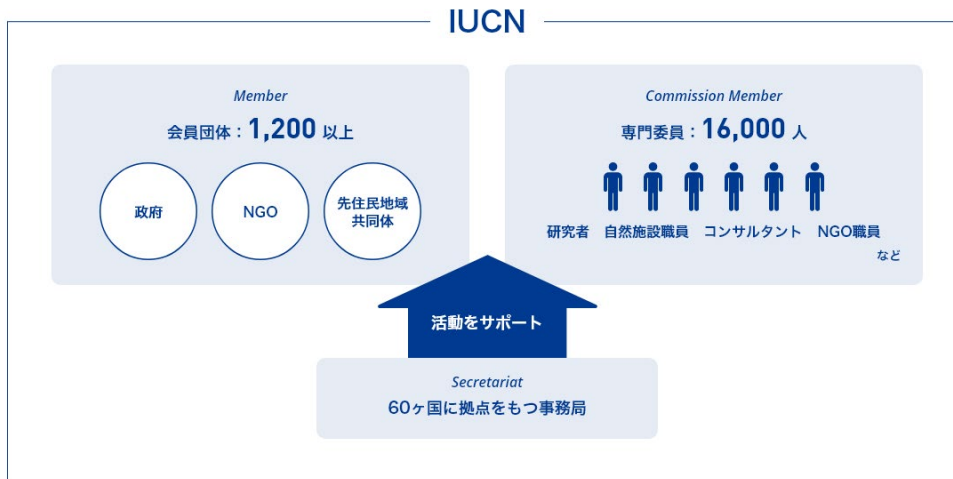 IUCN
Member
会員団体：1,200 以上
政府
NGO
先住民地域
共同体
Commission Member
専門委員：16,000 人
研究者　自然施設職員　コンサルタント　NGO職員
など
活動をサポート
Secretariat
60ヶ国に拠点をもつ事務局